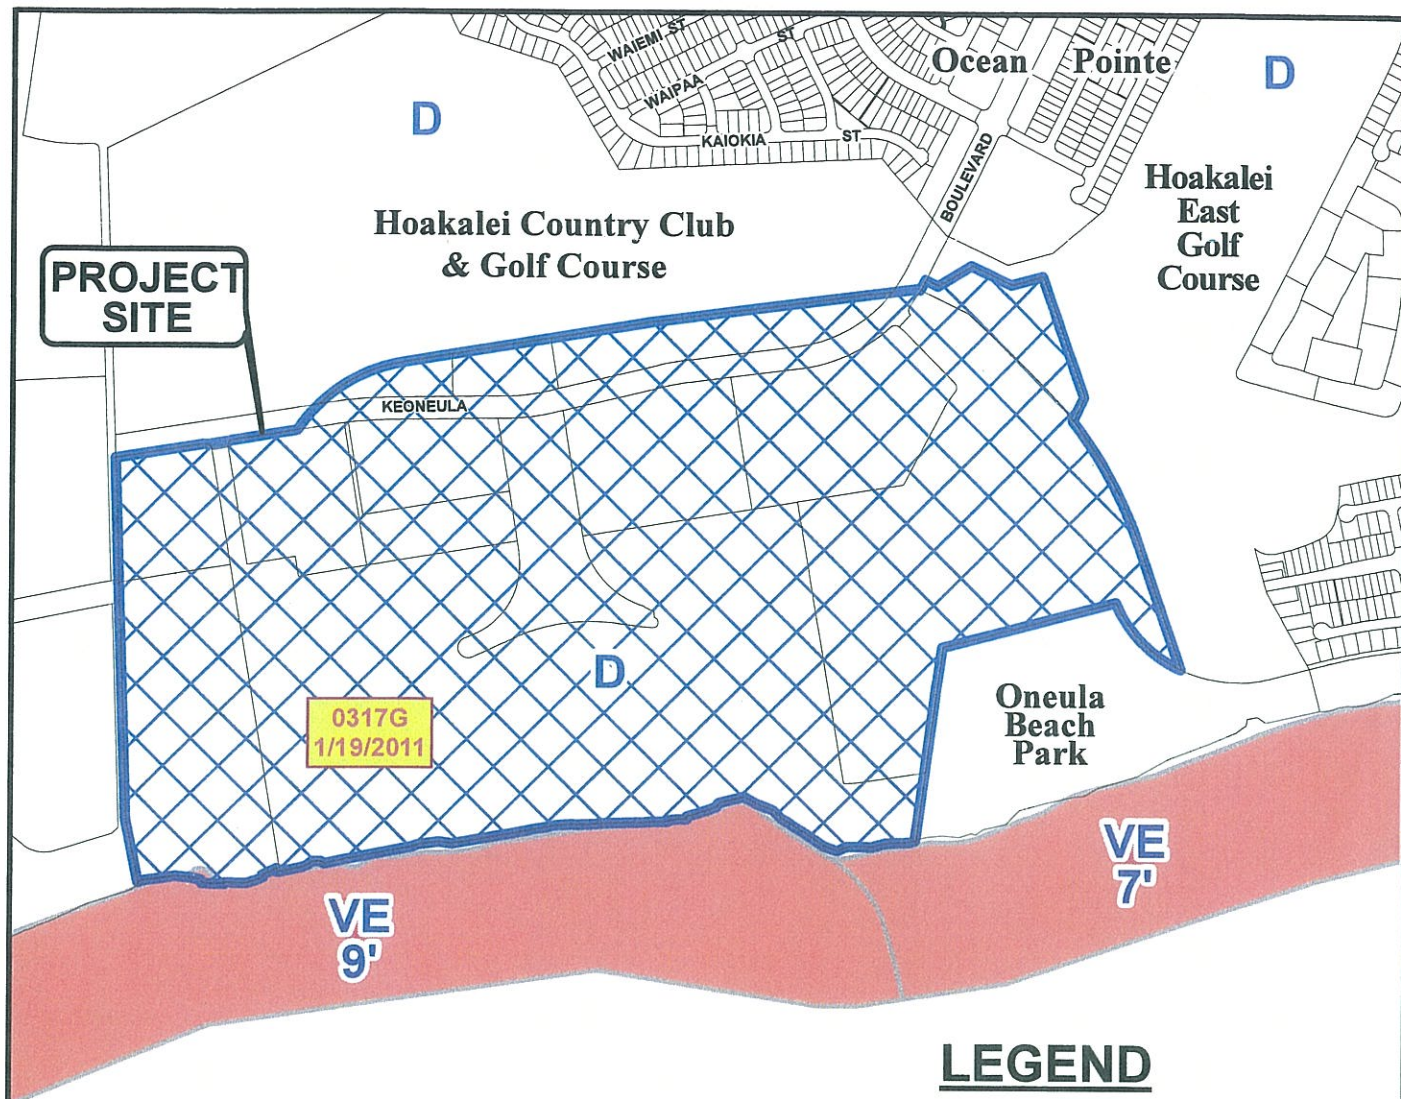 WAIEMI ST
ST
WAIPAA
KAIOKIA ST
Ocean Pointe
D
D
BOULEVARD
Hoakalei
East
Golf
Course
Hoakalei Country Club
& Golf Course
PROJECT
SITE
KEONEULA
D
0317G
1/19/2011
Oneula
Beach
Park
VE
7'
VE
9'
LEGEND